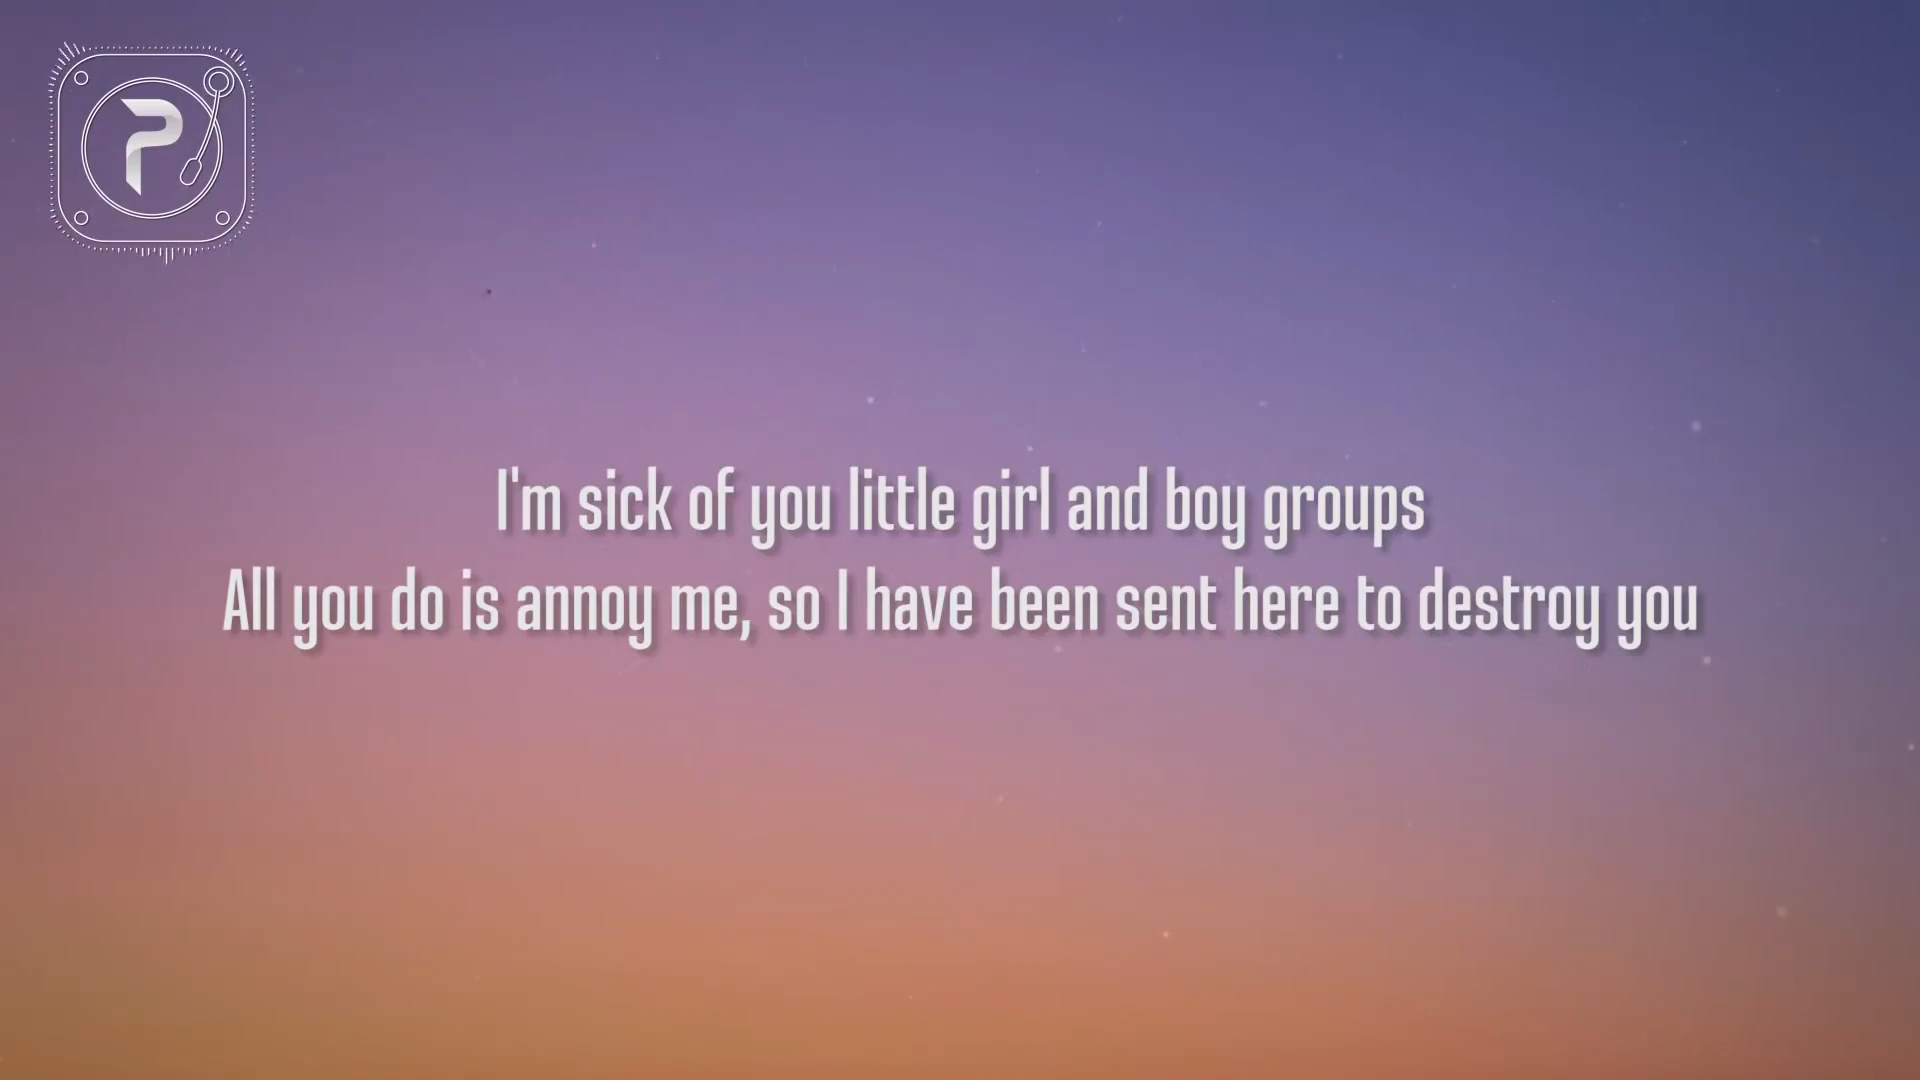 P
I'm sick of you little girl and boy groups
All you do is annoy me, so I have been sent here to destroy you